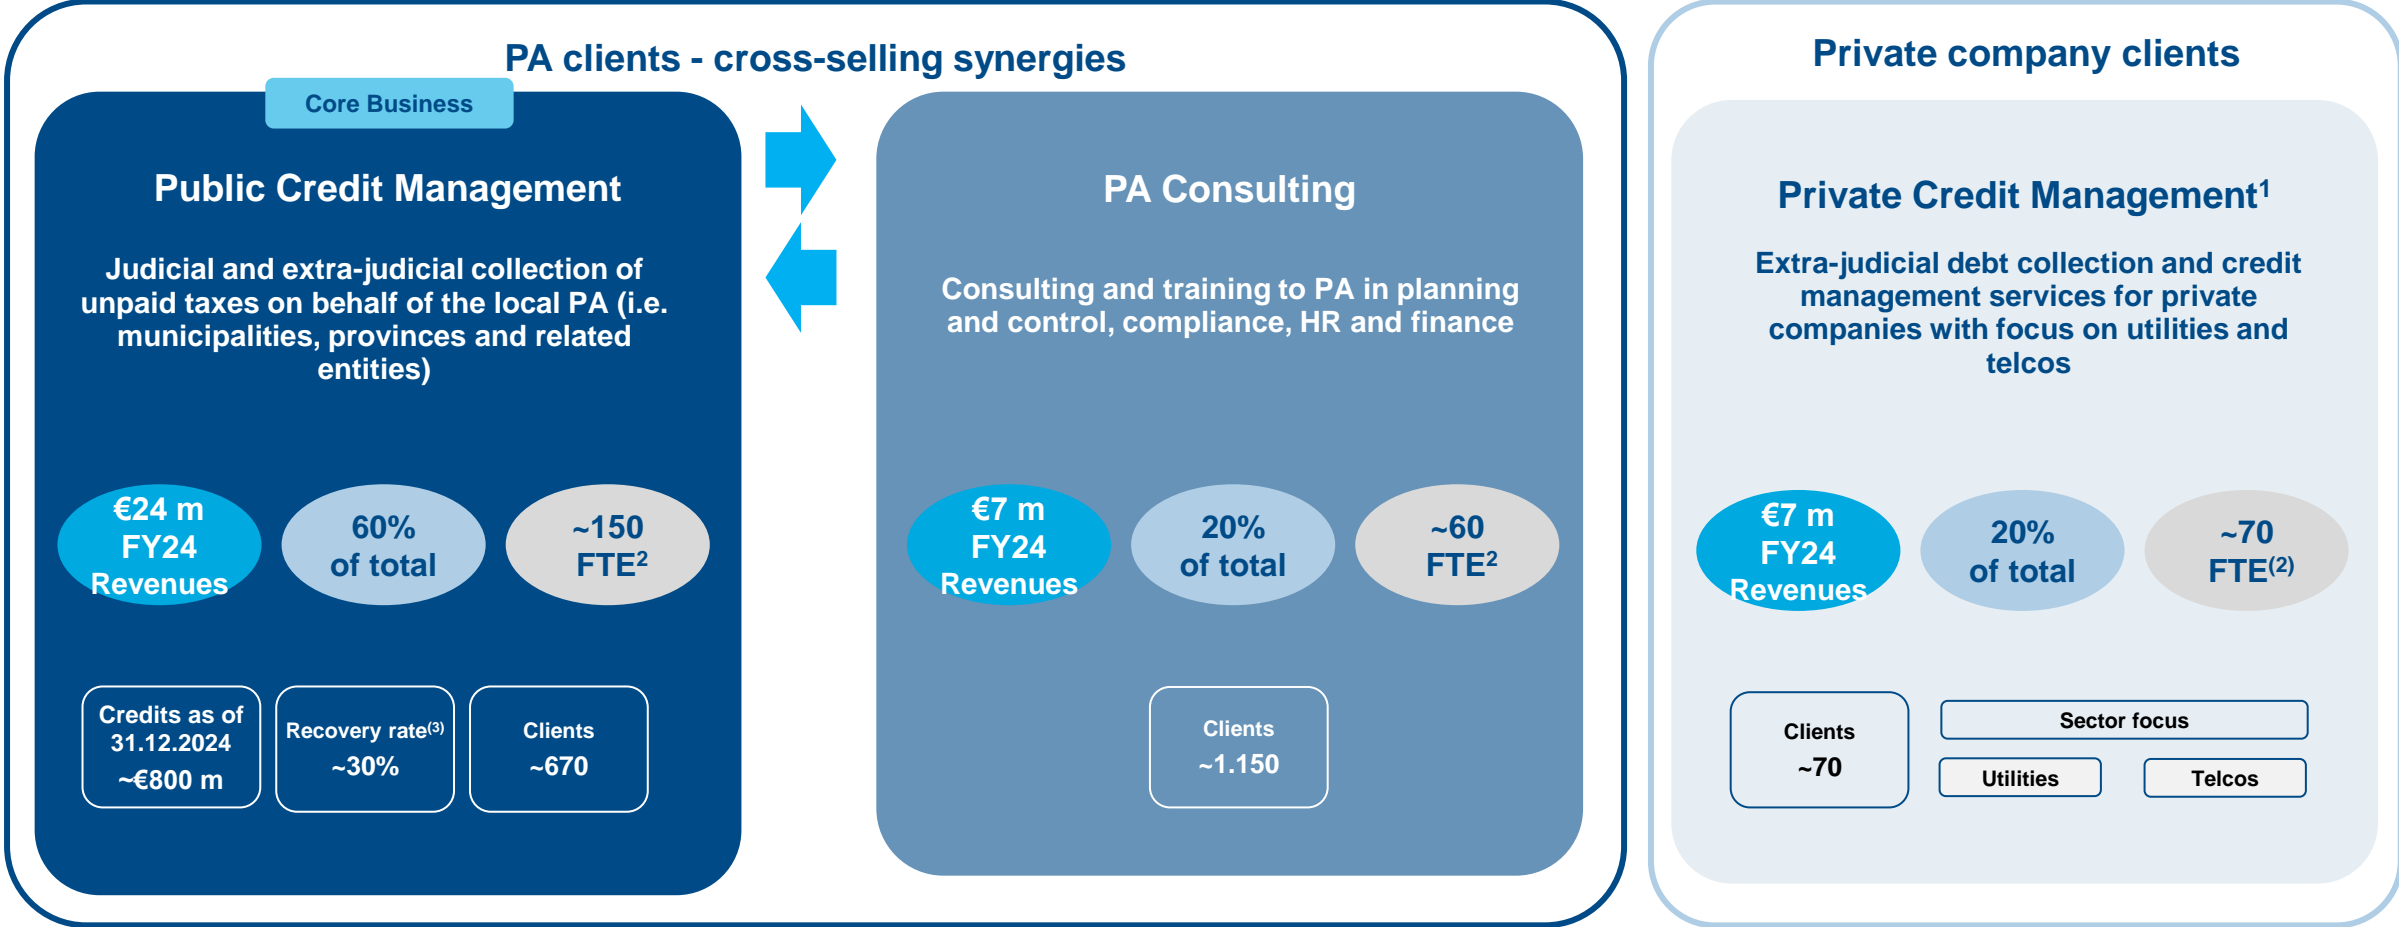 PA clients - cross-selling synergies
Core Business
Public Credit Management
Judicial and extra-judicial collection of
unpaid taxes on behalf of the local PA (i.e.
municipalities, provinces and related
entities)
€24 m
FY24
Revenues
60%
of total
~150
FTE²
Credits as of
31.12.2024
~€800 m
Recovery rate⁽³⁾
~30%
Clients
~670
PA Consulting
Consulting and training to PA in planning
and control, compliance, HR and finance
€7 m
FY24
Revenues
20%
of total
~60
FTE²
Clients
~1.150
Private company clients
Private Credit Management¹
Extra-judicial debt collection and credit
management services for private
companies with focus on utilities and
telcos
€7 m
FY24
Revenues
20%
of total
~70
FTE⁽²⁾
Clients
~70
Sector focus
Utilities
Telcos